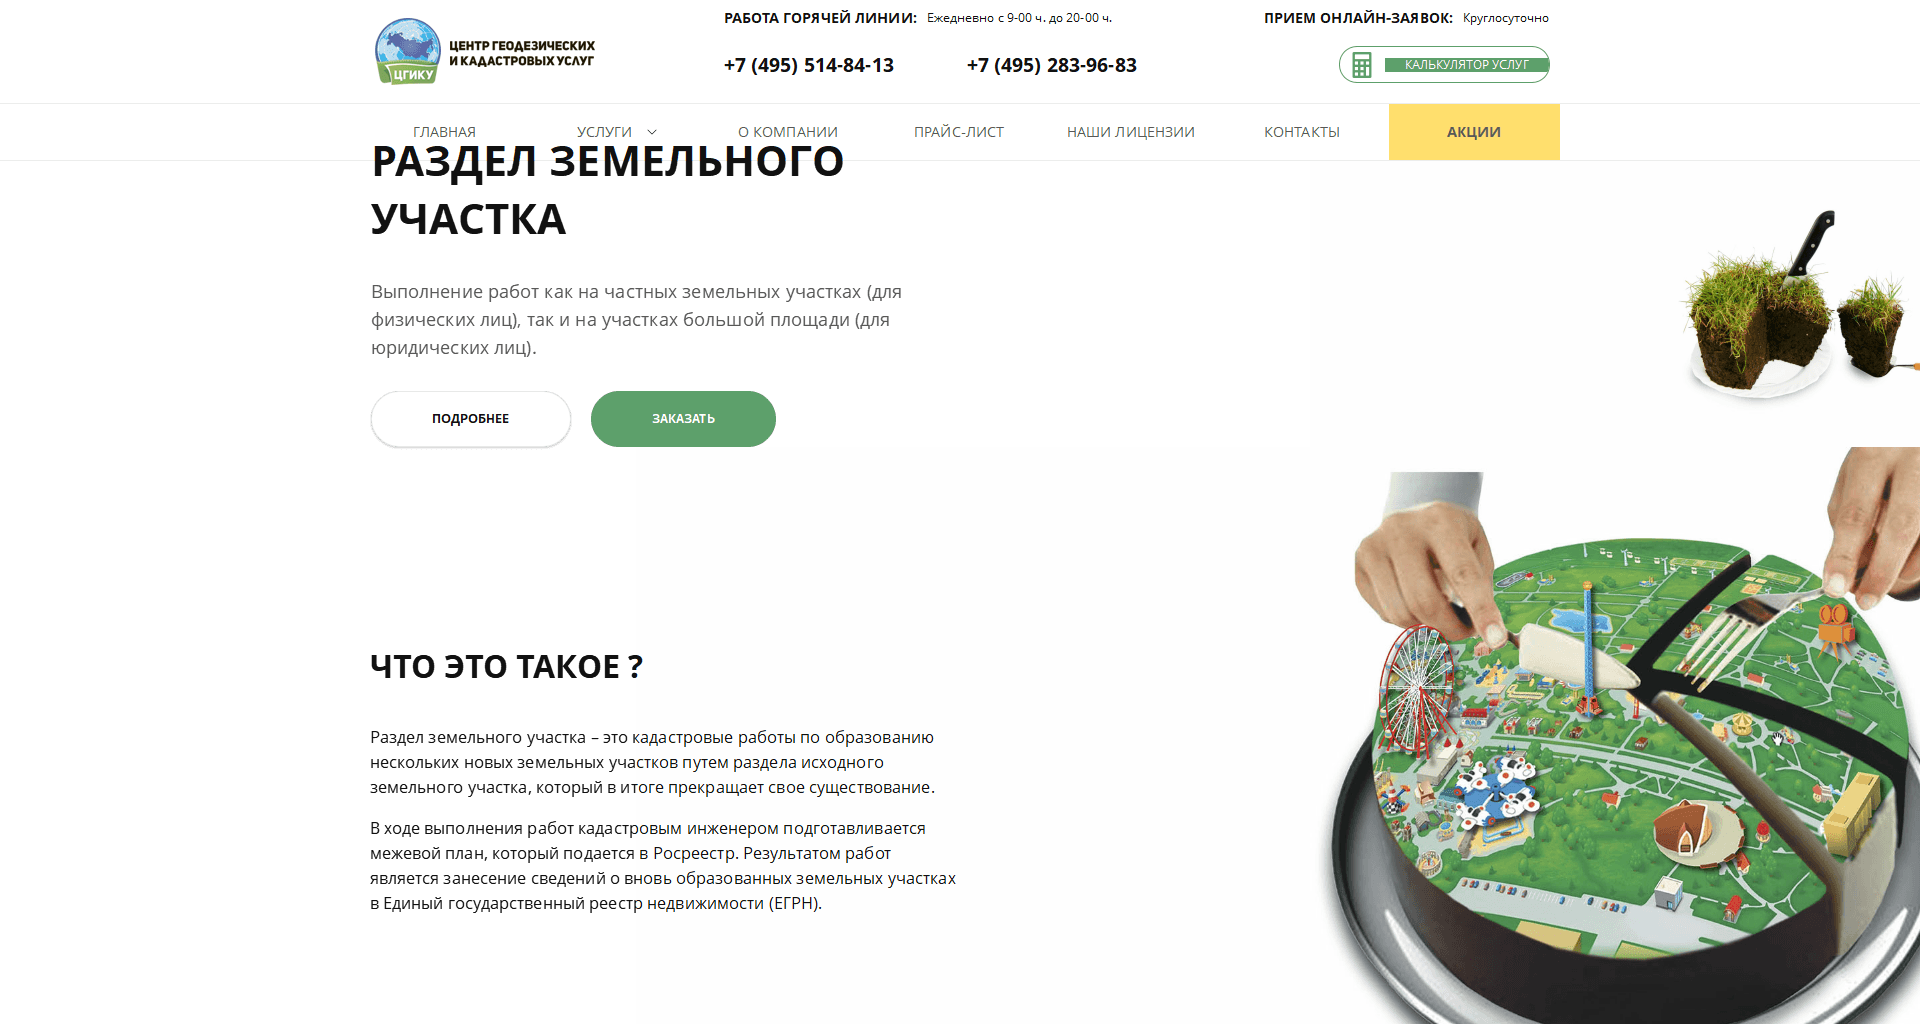 ЦГИКУ
ЦЕНТР ГЕОДЕЗИЧЕСКИХ
И КАДАСТРОВЫХ УСЛУГ
РАБОТА ГОРЯЧЕЙ ЛИНИИ: Ежедневно с 9-00 ч. до 20-00 ч.
ПРИЕМ ОНЛАЙН-ЗАЯВОК: Круглосуточно
+7 (495) 514-84-13
+7 (495) 283-96-83
КАЛЬКУЛЯТОР УСЛУГ
ГЛАВНАЯ УСЛУГИ О КОМПАНИИ ПРАЙС-ЛИСТ НАШИ ЛИЦЕНЗИИ КОНТАКТЫ АКЦИИ
РАЗДЕЛ ЗЕМЕЛЬНОГО
УЧАСТКА
Выполнение работ как на частных земельных участках (для
физических лиц), так и на участках большой площади (для
юридических лиц).
ПОДРОБНЕЕ
ЗАКАЗАТЬ
ЧТО ЭТО ТАКОЕ ?
Раздел земельного участка – это кадастровые работы по образованию
нескольких новых земельных участков путем раздела исходного
земельного участка, который в итоге прекращает свое существование.
В ходе выполнения работ кадастровым инженером подготавливается
межевой план, который подается в Росреестр. Результатом работ
является занесение сведений о вновь образованных земельных участках
в Единый государственный реестр недвижимости (ЕГРН).